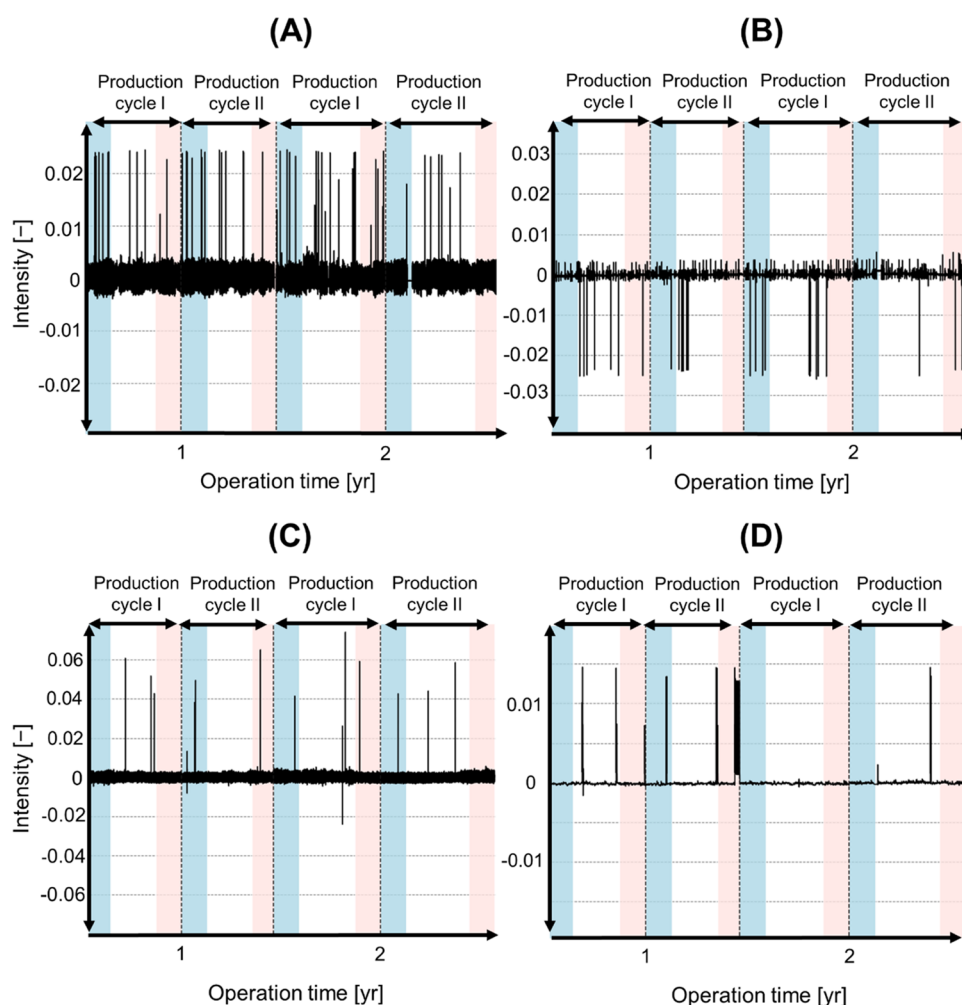 (A)
Production cycle I
Production cycle II
Production cycle I
Production cycle II
Intensity [−]
0.02
0.01
0
-0.01
-0.02
1
2
Operation time [yr]
(B)
Production cycle I
Production cycle II
Production cycle I
Production cycle II
0.03
0.02
0.01
0
-0.01
-0.02
-0.03
1
2
Operation time [yr]
(C)
Production cycle I
Production cycle II
Production cycle I
Production cycle II
Intensity [−]
0.06
0.04
0.02
0
-0.02
-0.04
-0.06
1
2
Operation time [yr]
(D)
Production cycle I
Production cycle II
Production cycle I
Production cycle II
0.01
0
-0.01
1
2
Operation time [yr]